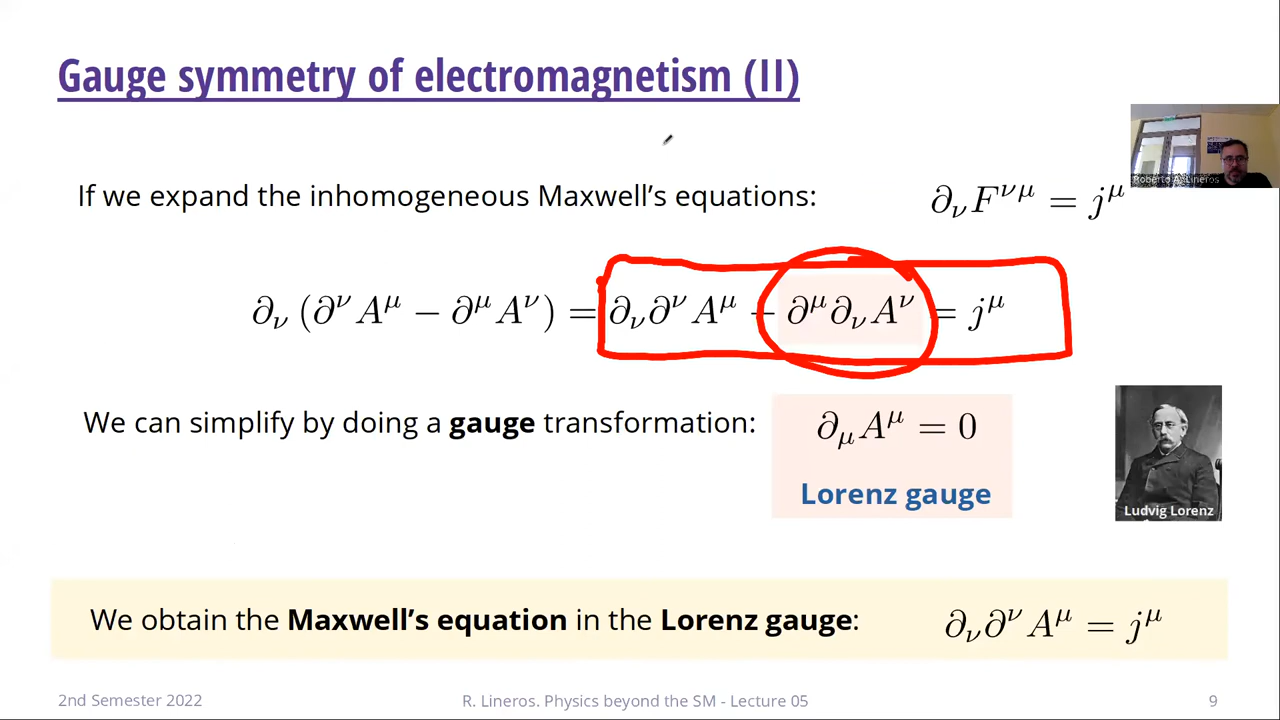 Gauge symmetry of electromagnetism (II)
Roberto A. Lineros
If we expand the inhomogeneous Maxwell’s equations: ∂_ν F^{νμ} = j^μ
∂_ν (∂^ν A^μ − ∂^μ A^ν) = ∂_ν ∂^ν A^μ − ∂^μ ∂_ν A^ν = j^μ
We can simplify by doing a gauge transformation: ∂_μ A^μ = 0
Lorenz gauge
Ludvig Lorenz
We obtain the Maxwell’s equation in the Lorenz gauge: ∂_ν ∂^ν A^μ = j^μ
2nd Semester 2022 R. Lineros. Physics beyond the SM - Lecture 05 9